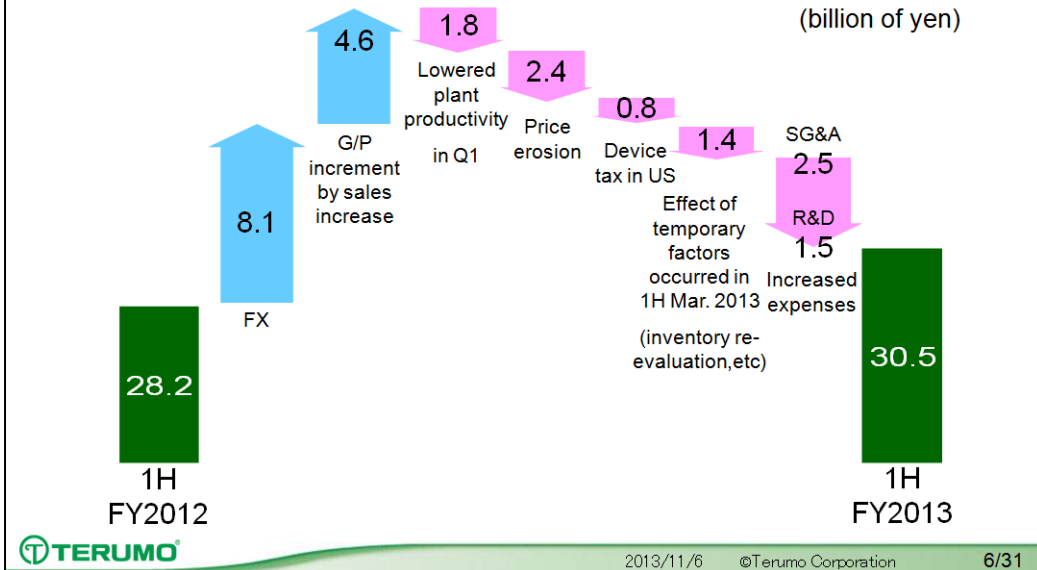 (billion of yen)
4.6
G/P
increment
by sales
increase
8.1
FX
1.8
Lowered
plant
productivity
in Q1
2.4
Price
erosion
0.8
Device
tax in US
1.4
Effect of
temporary
factors
occurred in
1H Mar. 2013
(inventory re-
evaluation,etc)
SG&A
2.5
R&D
1.5
Increased
expenses
28.2
1H
FY2012
30.5
1H
FY2013
TERUMO®
2013/11/6 ©Terumo Corporation 6/31